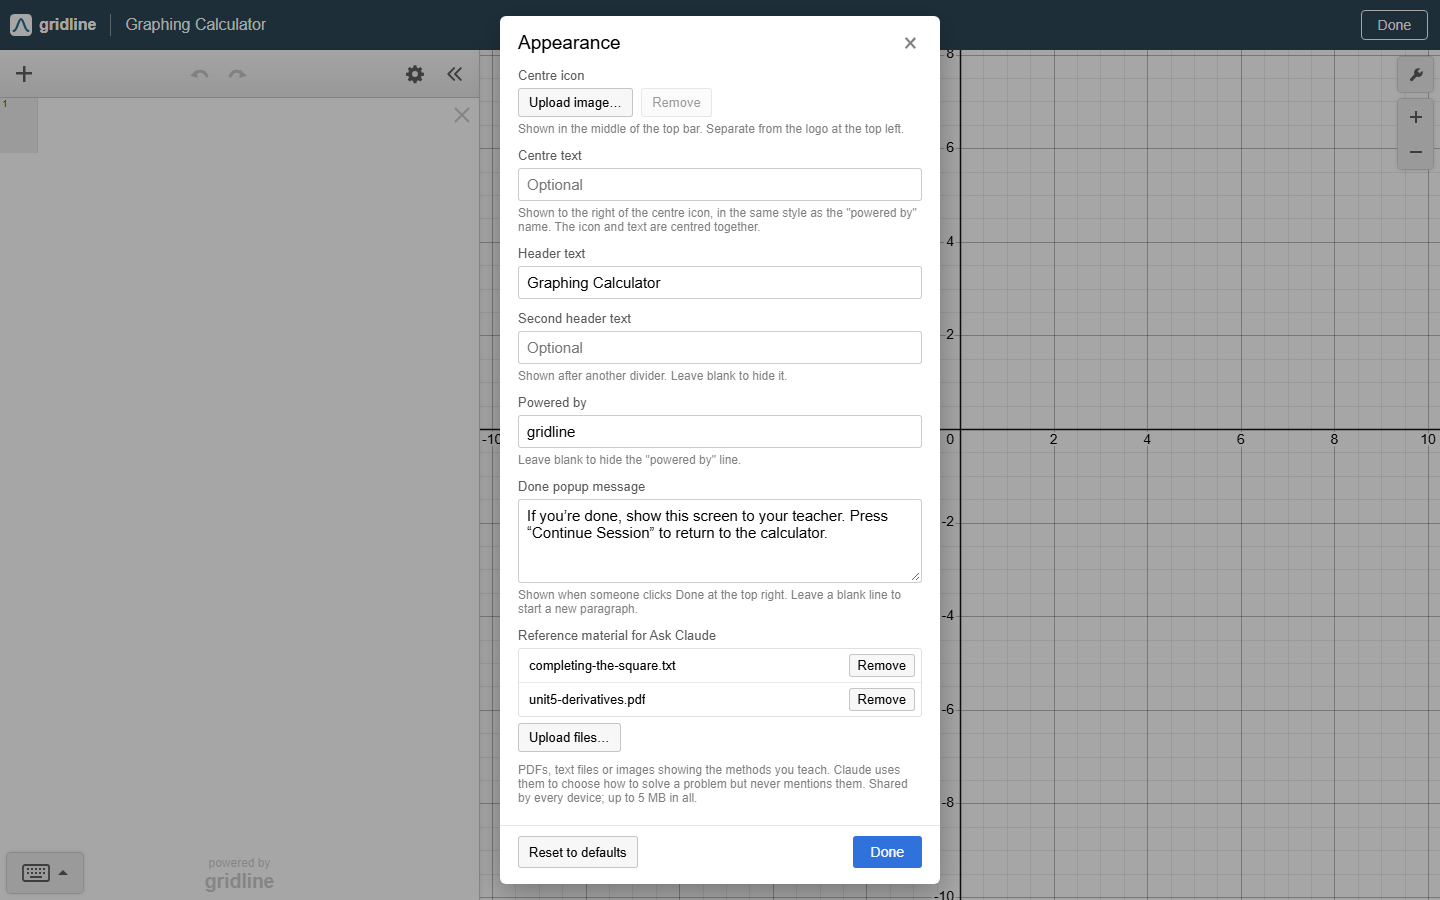 gridline
Graphing Calculator
Done
1
powered by
gridline
Appearance
Centre icon
Upload image...
Remove
Shown in the middle of the top bar. Separate from the logo at the top left.
Centre text
Optional
Shown to the right of the centre icon, in the same style as the "powered by"
name. The icon and text are centred together.
Header text
Graphing Calculator
Second header text
Optional
Shown after another divider. Leave blank to hide it.
Powered by
gridline
Leave blank to hide the "powered by" line.
Done popup message
If you’re done, show this screen to your teacher. Press
“Continue Session” to return to the calculator.
Shown when someone clicks Done at the top right. Leave a blank line to
start a new paragraph.
Reference material for Ask Claude
completing-the-square.txt
Remove
unit5-derivatives.pdf
Remove
Upload files...
PDFs, text files or images showing the methods you teach. Claude uses
them to choose how to solve a problem but never mentions them. Shared
by every device; up to 5 MB in all.
Reset to defaults
Done
8
6
4
2
-10
0
2
4
6
8
10
-2
-4
-6
-8
-10